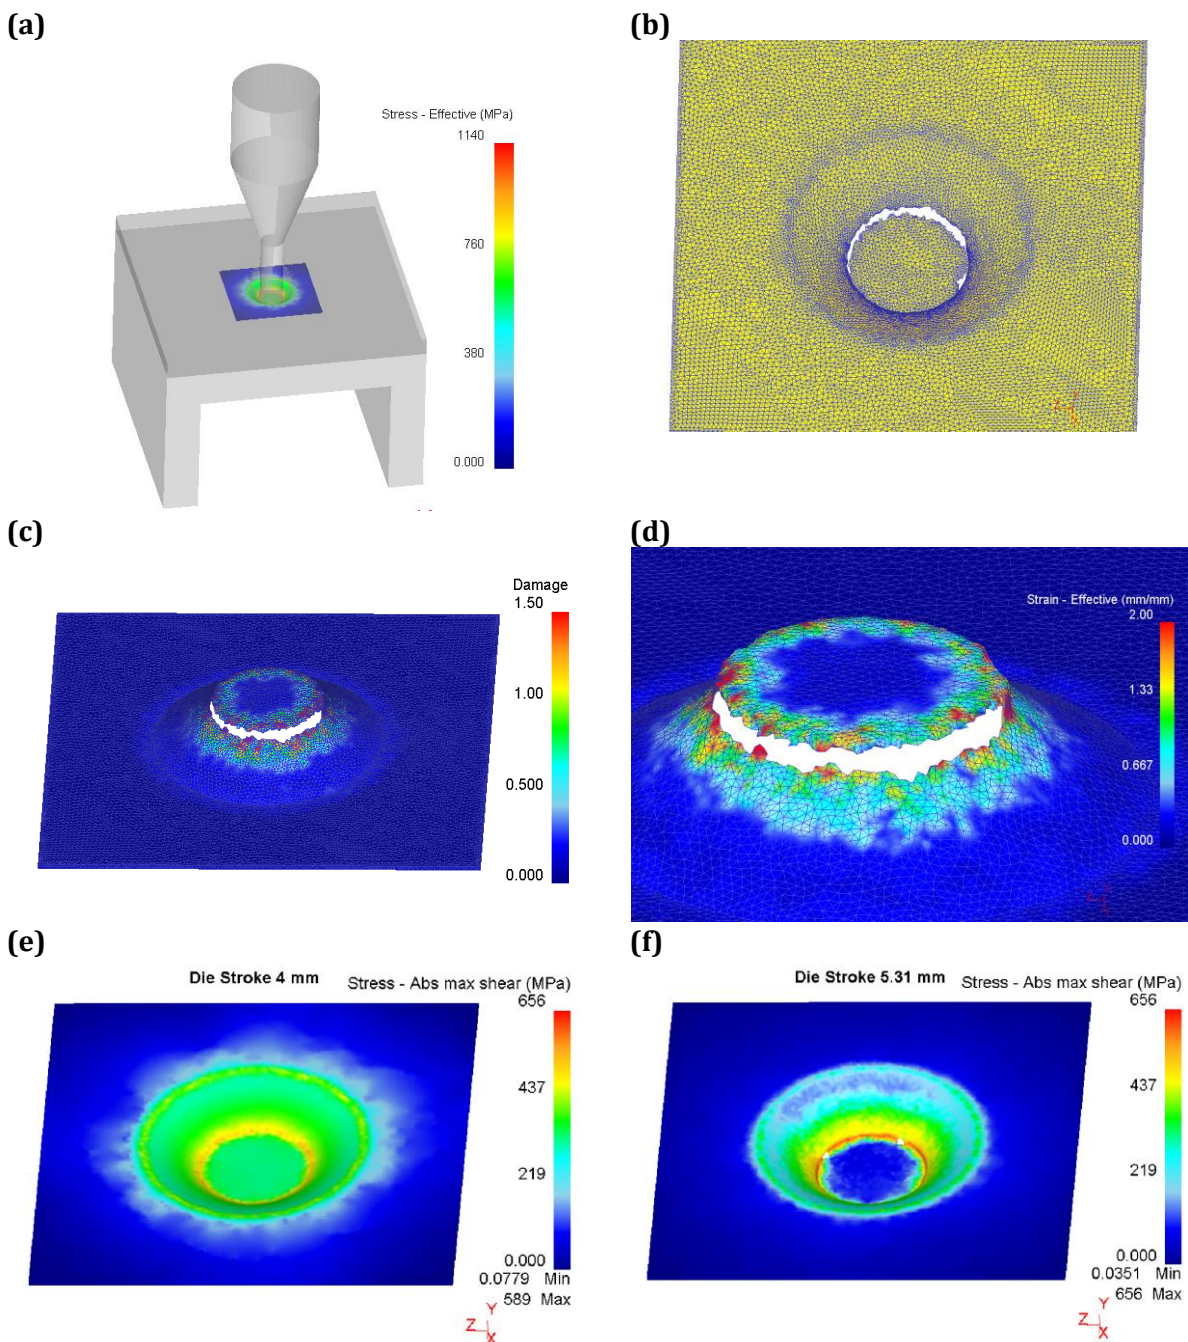 (a)
Stress - Effective (MPa)
1140
760
380
0.000
(b)
(c)
Damage
1.50
1.00
0.500
0.000
(d)
Strain - Effective (mm/mm)
2.00
1.33
0.667
0.000
(e)
Die Stroke 4 mm
Stress - Abs max shear (MPa)
656
437
219
0.000
0.0779 Min
589 Max
Y
Z
X
(f)
Die Stroke 5.31 mm
Stress - Abs max shear (MPa)
656
437
219
0.000
0.0351 Min
656 Max
Y
Z
X